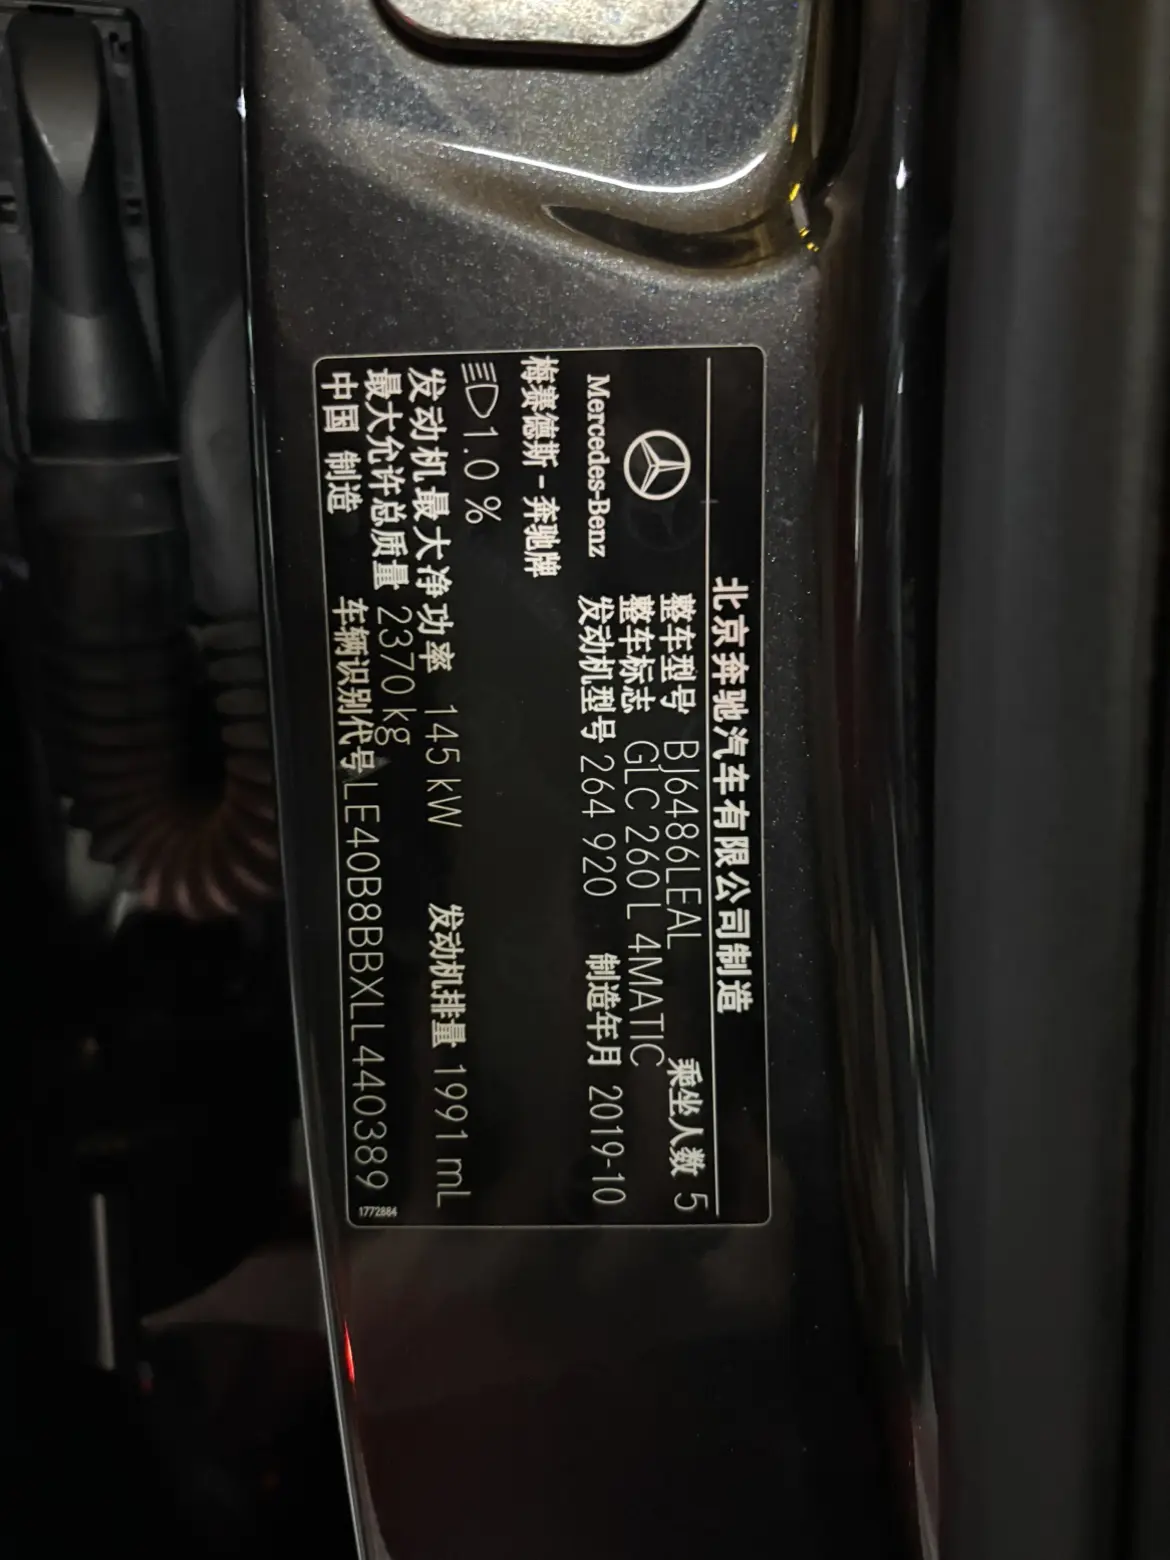 北京奔驰汽车有限公司制造
整车型号 BJ6486LEAL 乘坐人数 5
整车标志 GLC 260 L 4MATIC
Mercedes-Benz 发动机型号 264 920 制造年月 2019-10
梅赛德斯-奔驰牌
1.0 %
发动机最大净功率 145 kW 发动机排量 1991 mL
最大允许总质量 2370 kg
中国 制造 车辆识别代号 LE40B8BBXLL440389
1772884